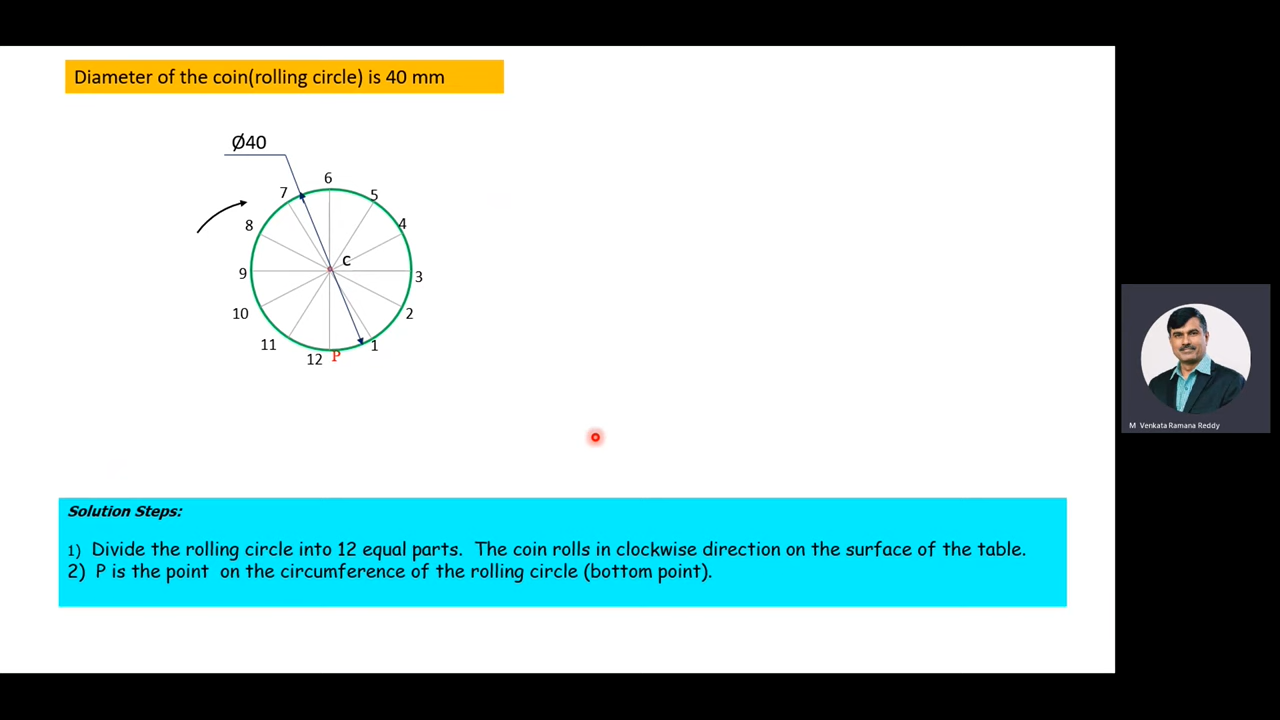 Diameter of the coin(rolling circle) is 40 mm
Ø40
6
7
5
8
4
C
9
3
10
2
11
1
12
P
Solution Steps:
1) Divide the rolling circle into 12 equal parts. The coin rolls in clockwise direction on the surface of the table.
2) P is the point on the circumference of the rolling circle (bottom point).
M Venkata Ramana Reddy